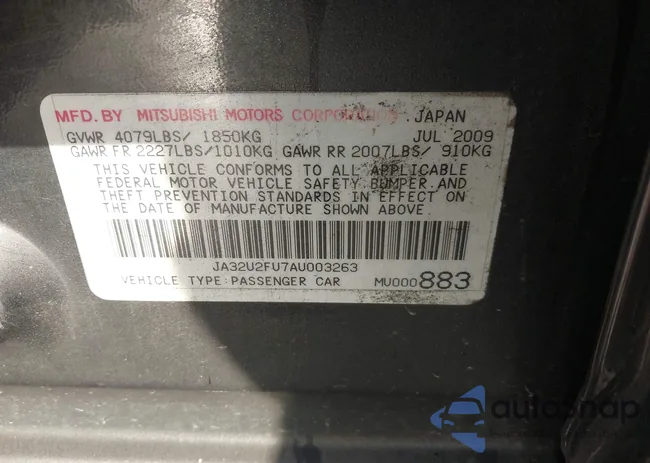 MFD. BY MITSUBISHI MOTORS CORPORATION, JAPAN
GVWR 4079LBS/ 1850KG JUL 2009
GAWR FR 2227LBS/1010KG GAWR RR 2007LBS/ 910KG
THIS VEHICLE CONFORMS TO ALL APPLICABLE
FEDERAL MOTOR VEHICLE SAFETY, BUMPER AND
THEFT PREVENTION STANDARDS IN EFFECT ON
THE DATE OF MANUFACTURE SHOWN ABOVE.
JA32U2FU7AU003263
VEHICLE TYPE:PASSENGER CAR MU000883
autosnap